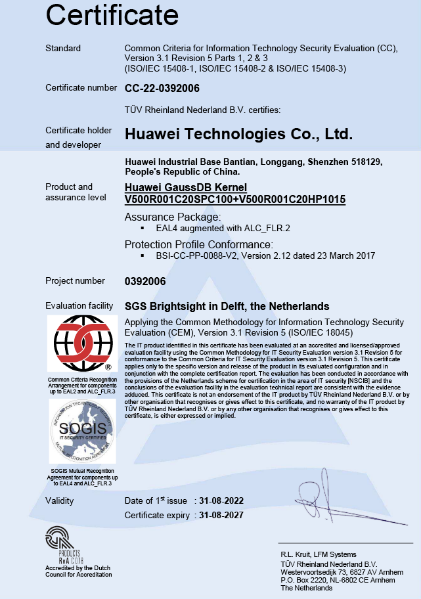 Certificate
Standard
Common Criteria for Information Technology Security Evaluation (CC),
Version 3.1 Revision 5 Parts 1, 2 & 3
(ISO/IEC 15408-1, ISO/IEC 15408-2 & ISO/IEC 15408-3)
Certificate number CC-22-0392006
TÜV Rheinland Nederland B.V. certifies:
Certificate holder
and developer
Huawei Technologies Co., Ltd.
Huawei Industrial Base Bantian, Longgang, Shenzhen 518129,
People's Republic of China.
Product and
assurance level
Huawei GaussDB Kernel
V500R001C20SPC100+V500R001C20HP1015
Assurance Package:
▪ EAL4 augmented with ALC_FLR.2
Protection Profile Conformance:
▪ BSI-CC-PP-0088-V2, Version 2.12 dated 23 March 2017
Project number 0392006
Evaluation facility SGS Brightsight in Delft, the Netherlands
Applying the Common Methodology for Information Technology Security
Evaluation (CEM), Version 3.1 Revision 5 (ISO/IEC 18045)
The IT product identified in this certificate has been evaluated at an accredited and licensed/approved
evaluation facility using the Common Methodology for IT Security Evaluation version 3.1 Revision 5 for
conformance to the Common Criteria for IT Security Evaluation version 3.1 Revision 5. This certificate
applies only to the specific version and release of the product in its evaluated configuration and in
conjunction with the complete certification report. The evaluation has been conducted in accordance with
the provisions of the Netherlands scheme for certification in the area of IT security [NSCIB] and the
conclusions of the evaluation facility in the evaluation technical report are consistent with the evidence
adduced. This certificate is not an endorsement of the IT product by TÜV Rheinland Nederland B.V. or by
other organisation that recognises or gives effect to this certificate, and no warranty of the IT product by
TÜV Rheinland Nederland B.V. or by any other organisation that recognises or gives effect to this
certificate, is either expressed or implied.
®
Common Criteria Recognition
Arrangement for components
up to EAL2 and ALC_FLR.3
SOGIS
IT SECURITY CERTIFIED
SOGIS Mutual Recognition
Agreement for components up
to EAL4 and ALC_FLR.3
Validity
Date of 1st issue : 31-08-2022
Certificate expiry : 31-08-2027
PRODUCTS
RvA C 078
Accredited by the Dutch
Council for Accreditation
R.L. Kruit, LFM Systems
TÜV Rheinland Nederland B.V.
Westervoortsedijk 73, 6827 AV Arnhem
P.O. Box 2220, NL-6802 CE Arnhem
The Netherlands